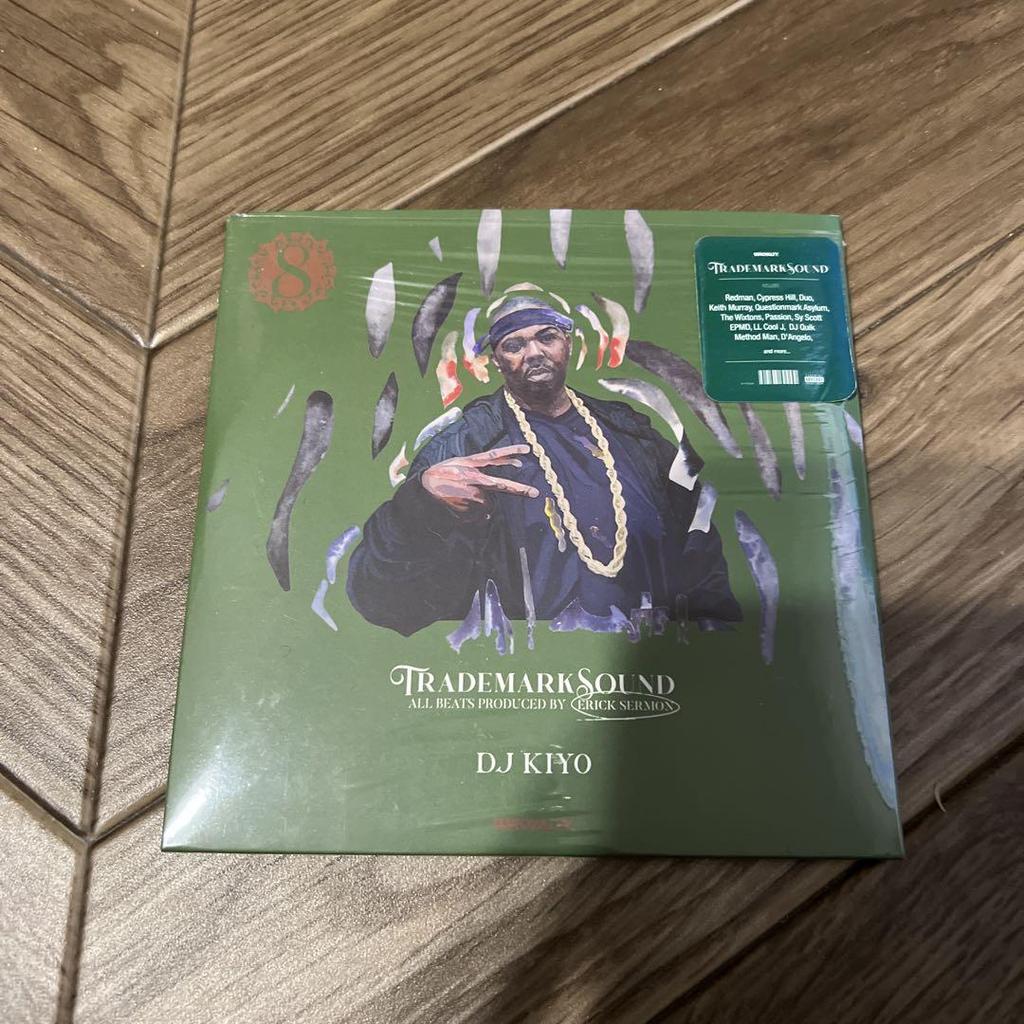 8
TRADEMARKSOUND
Redman, Cypress Hill, Duo,
Keith Murray, Questionmark Asylum,
The Wixtons, Passion, Sy Scott
EPMD, LL Cool J, DJ Quik
Method Man, D'Angelo,
and more...
TRADEMARKSOUND
ALL BEATS PRODUCED BY ERICK SERMON
DJ KIYO